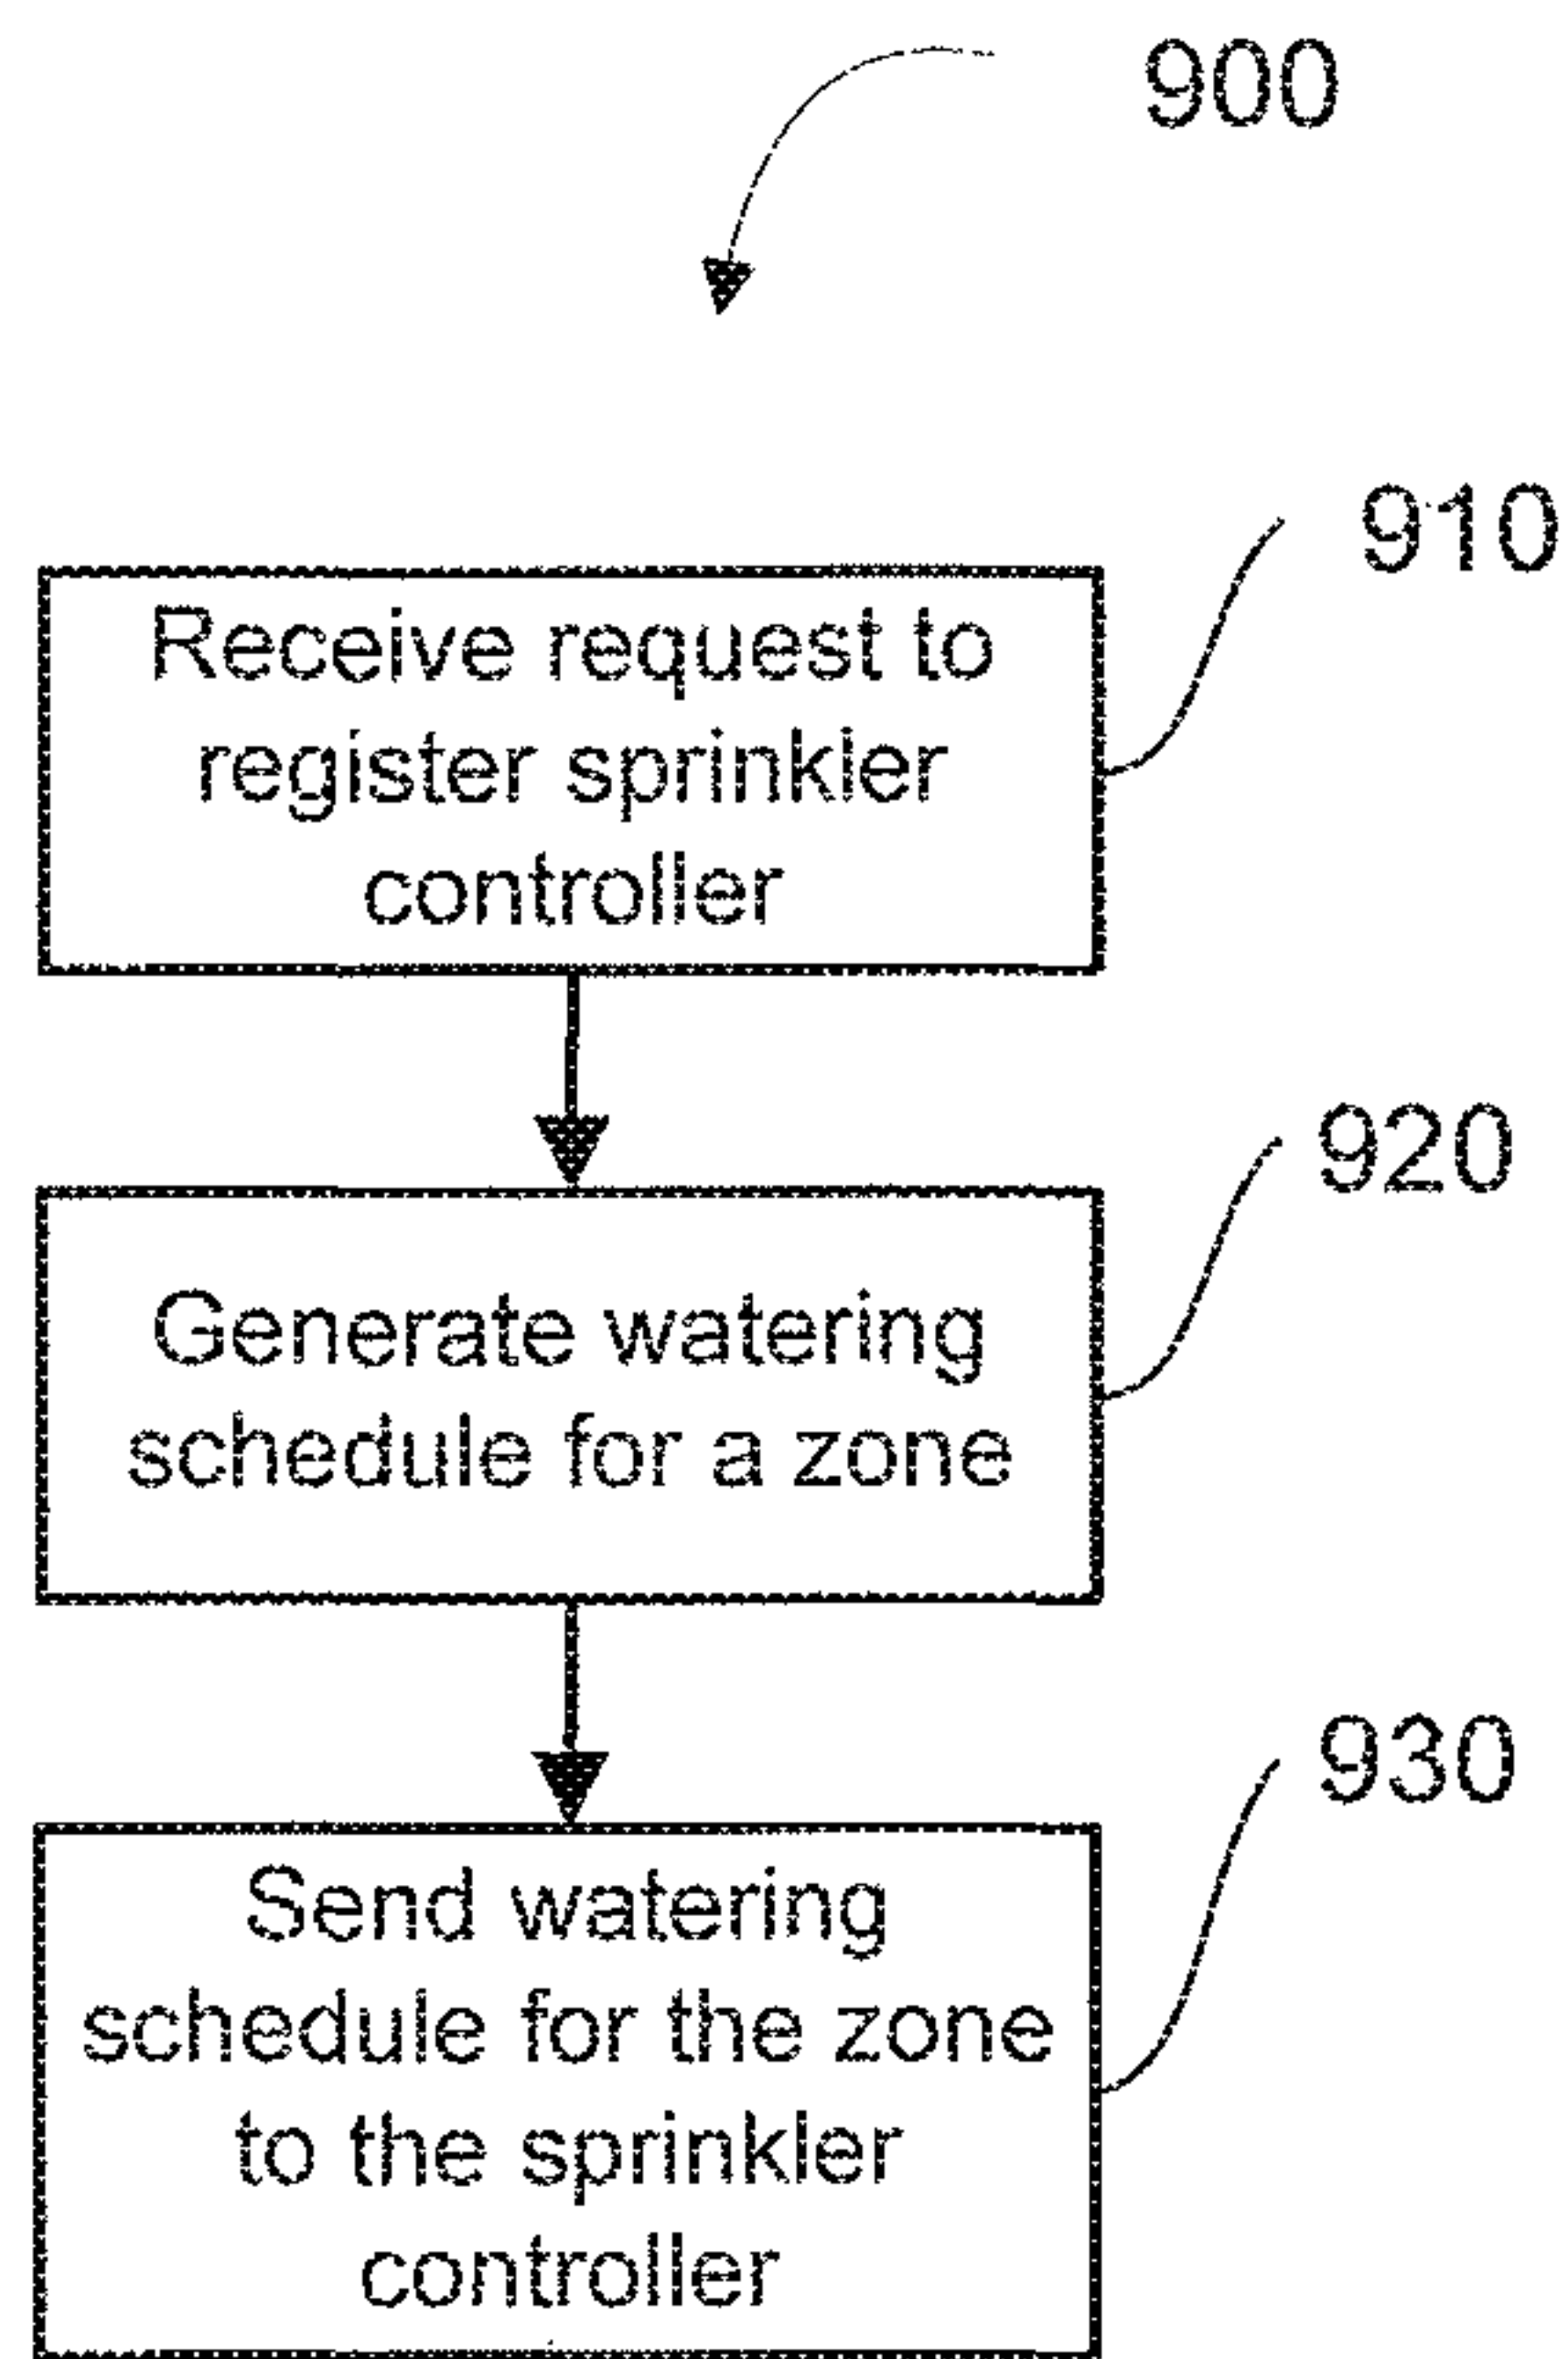 900
910
Receive request to
register sprinkler
controller
920
Generate watering
schedule for a zone
930
Send watering
schedule for the zone
to the sprinkler
controller